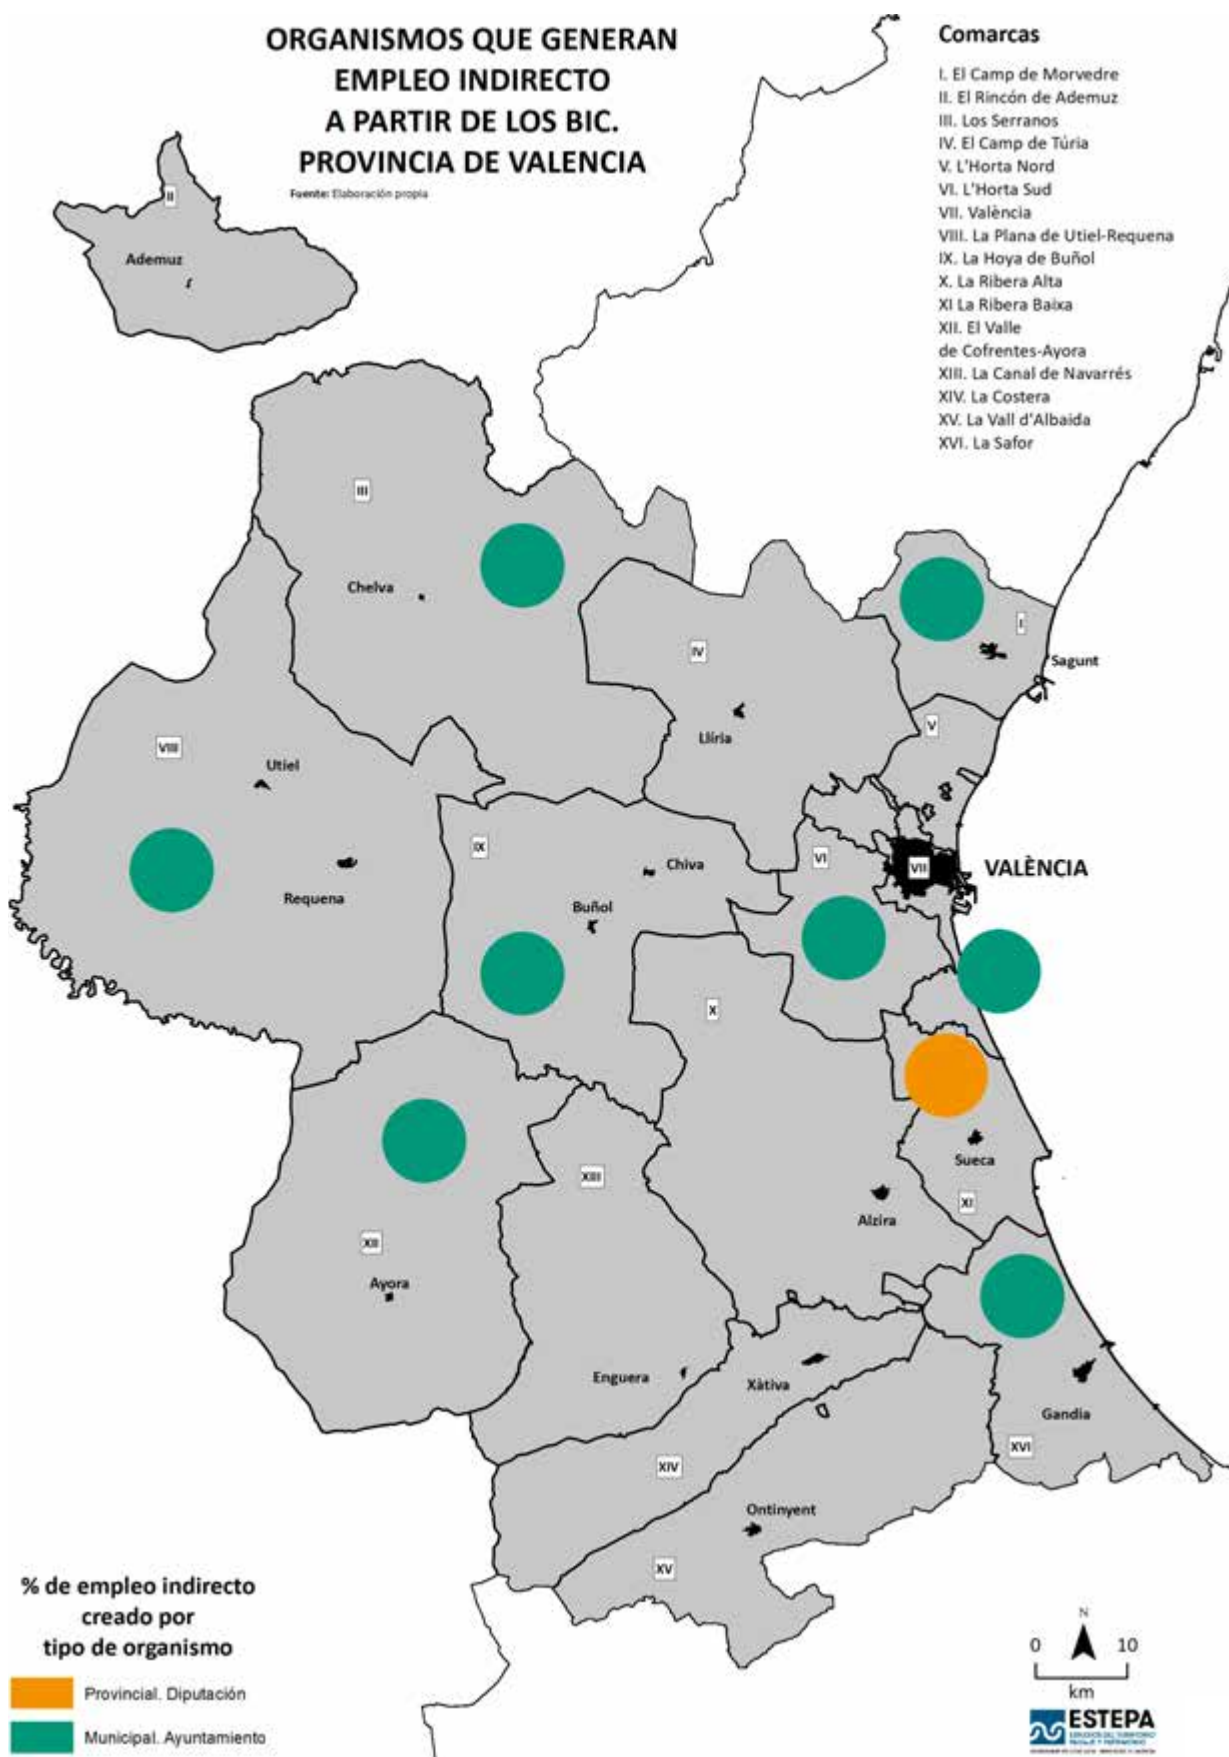 ORGANISMOS QUE GENERAN
EMPLEO INDIRECTO
A PARTIR DE LOS BIC.
PROVINCIA DE VALENCIA
Fuente: Elaboración propia
Comarcas
I. El Camp de Morvedre
II. El Rincón de Ademuz
III. Los Serranos
IV. El Camp de Túria
V. L'Horta Nord
VI. L'Horta Sud
VII. València
VIII. La Plana de Utiel-Requena
IX. La Hoya de Buñol
X. La Ribera Alta
XI La Ribera Baixa
XII. El Valle
de Cofrentes-Ayora
XIII. La Canal de Navarrés
XIV. La Costera
XV. La Vall d'Albaida
XVI. La Safor
II
Ademuz
III
Chelva
I
Sagunt
IV
Llíria
V
VIII
Utiel
Requena
IX
Chiva
Buñol
VI
VII
VALÈNCIA
X
XIII
Sueca
XI
Alzira
XII
Ayora
Enguera
Xàtiva
Gandia
XVI
XIV
Ontinyent
XV
% de empleo indirecto
creado por
tipo de organismo
Provincial. Diputación
Municipal. Ayuntamiento
N
0 10
km
ESTEPA
ESTUDIOS DEL TERRITORIO
PAISAJE Y PATRIMONIO